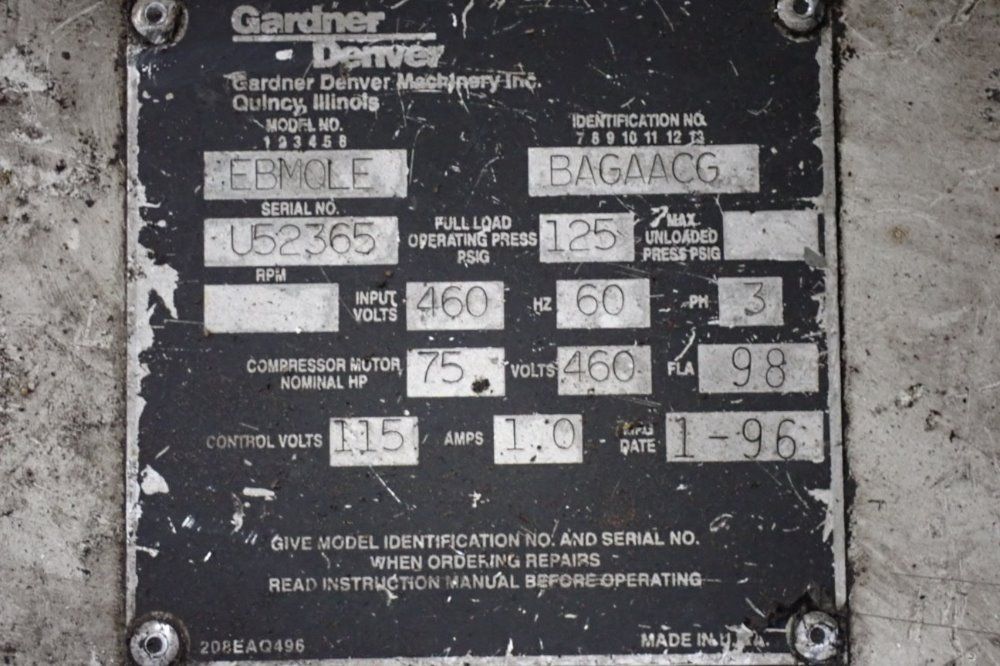 Gardner
Denver
Gardner Denver Machinery Inc.
Quincy, Illinois
MODEL NO. IDENTIFICATION NO.
1 2 3 4 5 6 7 8 9 10 11 12 13
EBMQLE BAGAACG
SERIAL NO.
U52365 FULL LOAD OPERATING PRESS PSIG 125 MAX. UNLOADED PRESS PSIG
RPM
INPUT VOLTS 460 HZ 60 PH 3
COMPRESSOR MOTOR NOMINAL HP 75 VOLTS 460 FLA 98
CONTROL VOLTS 115 AMPS 1.0 MFG DATE 1-96
GIVE MODEL IDENTIFICATION NO. AND SERIAL NO.
WHEN ORDERING REPAIRS
READ INSTRUCTION MANUAL BEFORE OPERATING
208EAQ496 MADE IN U.S.A.